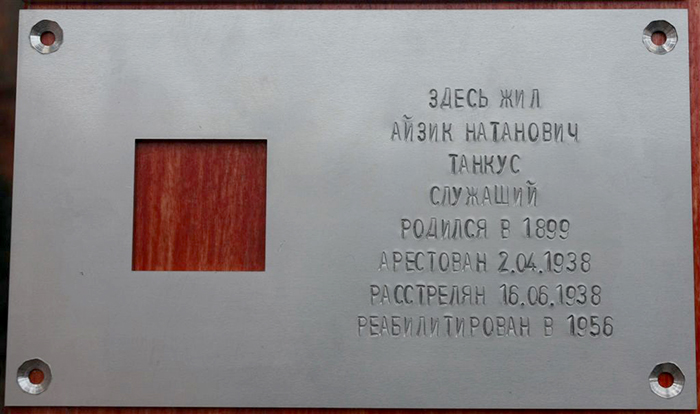 ЗДЕСЬ ЖИЛ
АЙЗИК НАТАНОВИЧ
ТАНКУС
СЛУЖАЩИЙ
РОДИЛСЯ В 1899
АРЕСТОВАН 2.04.1938
РАССТРЕЛЯН 16.06.1938
РЕАБИЛИТИРОВАН В 1956